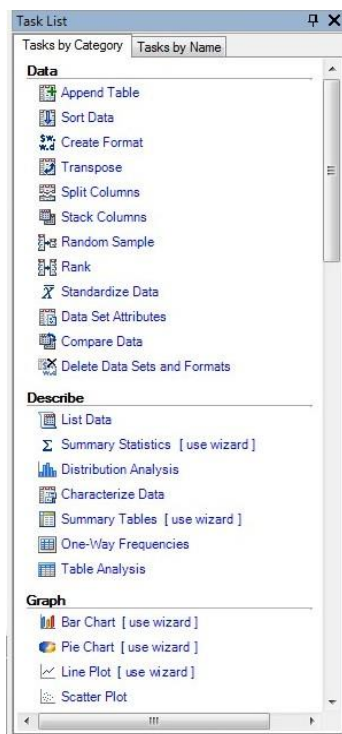 Task List
Tasks by Category Tasks by Name
Data
Append Table
Sort Data
Create Format
Transpose
Split Columns
Stack Columns
Random Sample
Rank
Standardize Data
Data Set Attributes
Compare Data
Delete Data Sets and Formats
Describe
List Data
Summary Statistics [ use wizard ]
Distribution Analysis
Characterize Data
Summary Tables [ use wizard ]
One-Way Frequencies
Table Analysis
Graph
Bar Chart [ use wizard ]
Pie Chart [ use wizard ]
Line Plot [ use wizard ]
Scatter Plot